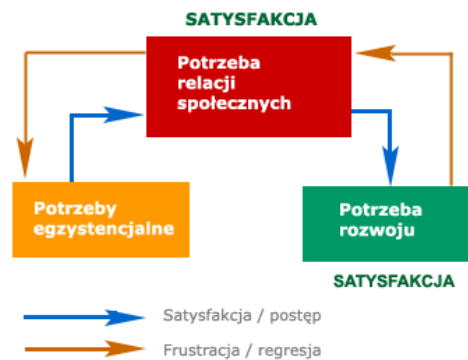 SATYSFAKCJA
Potrzeba
relacji
społecznych
Potrzeby
egzystencjalne
Potrzeba
rozwoju
SATYSFAKCJA
Satysfakcja / postęp
Frustracja / regresja